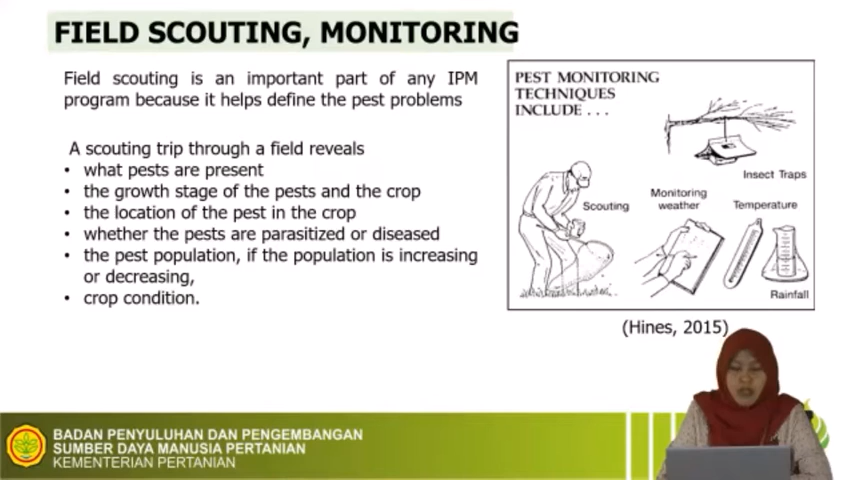 FIELD SCOUTING, MONITORING
Field scouting is an important part of any IPM
program because it helps define the pest problems
A scouting trip through a field reveals
• what pests are present
• the growth stage of the pests and the crop
• the location of the pest in the crop
• whether the pests are parasitized or diseased
• the pest population, if the population is increasing
or decreasing,
• crop condition.
PEST MONITORING
TECHNIQUES
INCLUDE . . .
Insect Traps
Scouting
Monitoring
weather
Temperature
Rainfall
(Hines, 2015)
BADAN PENYULUHAN DAN PENGEMBANGAN
SUMBER DAYA MANUSIA PERTANIAN
KEMENTERIAN PERTANIAN